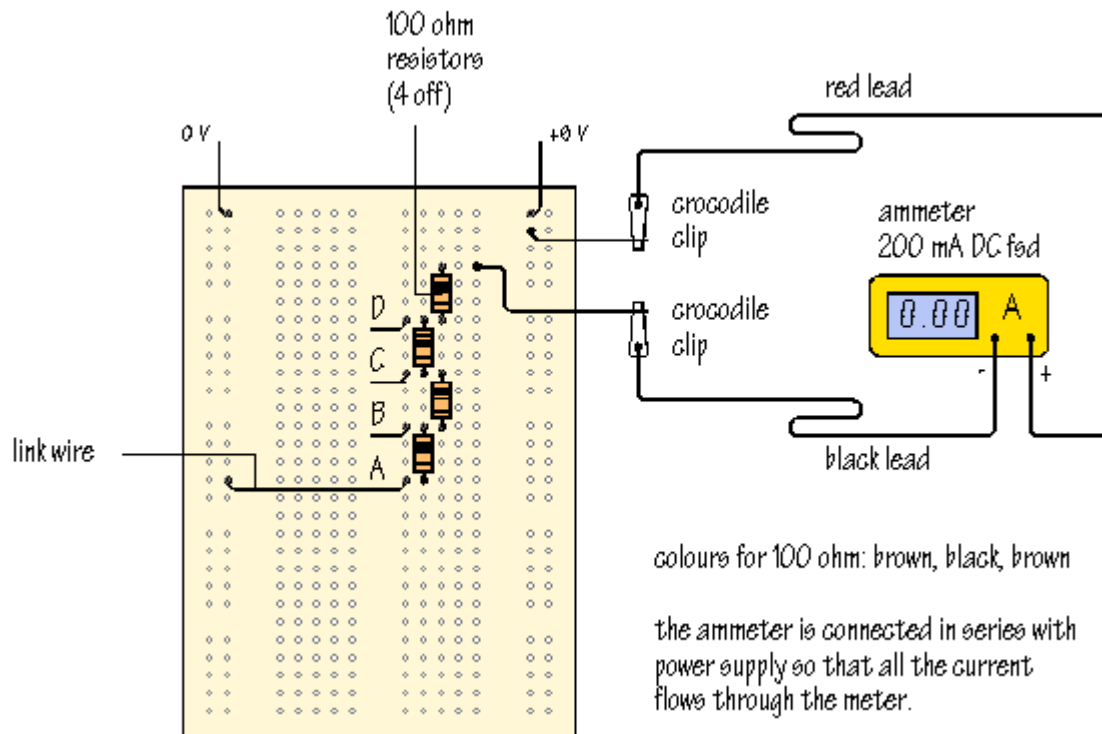 100 ohm
resistors
(4 off)
red lead
0 V
+0 V
crocodile
clip
ammeter
200 mA DC fsd
D
crocodile
clip
0.00
A
C
- +
B
link wire
A
black lead
colours for 100 ohm: brown, black, brown
the ammeter is connected in series with
power supply so that all the current
flows through the meter.